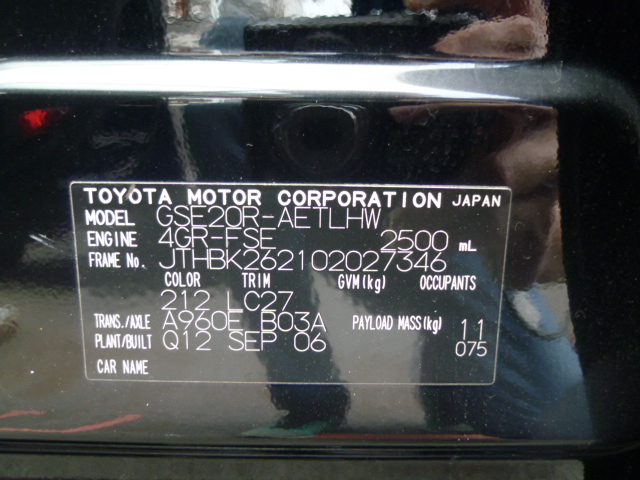 TOYOTA MOTOR CORPORATION JAPAN
MODEL GSE20R-AETLHW
ENGINE 4GR-FSE 2500 mL
FRAME No. JTHBK262102027346
COLOR TRIM GVM(kg) OCCUPANTS
212 LC27
TRANS./AXLE A960E B03A PAYLOAD MASS(kg) 11
PLANT/BUILT Q12 SEP 06 075
CAR NAME